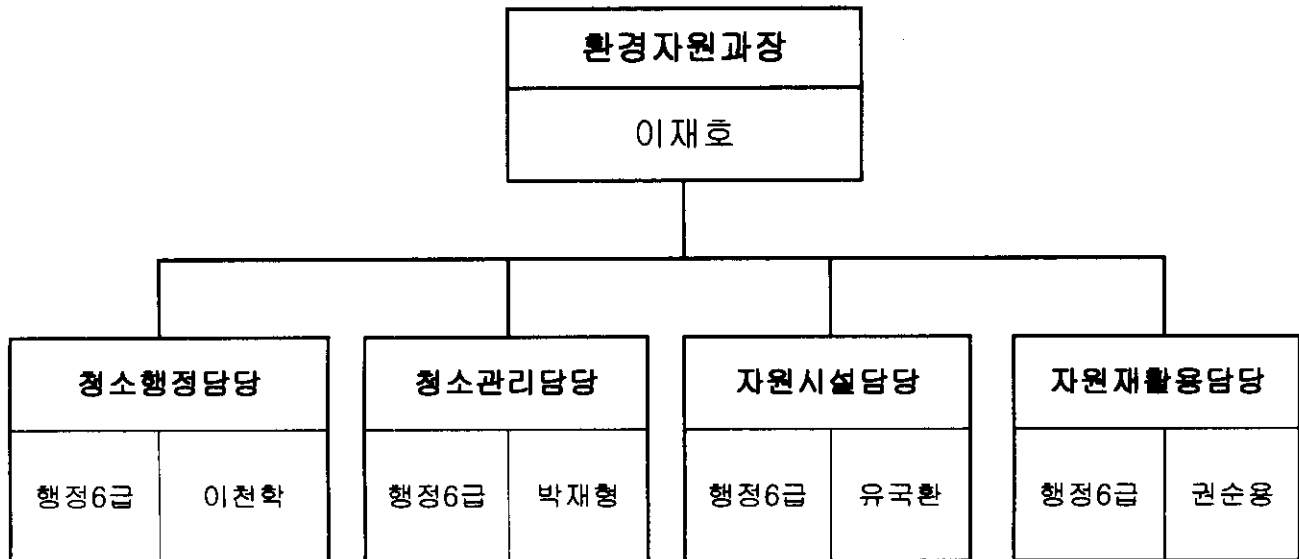 환경자원과장
이재호
청소행정담당 청소관리담당 자원시설담당 자원재활용담당
행정6급 이천학 행정6급 박재형 행정6급 유국환 행정6급 권순용